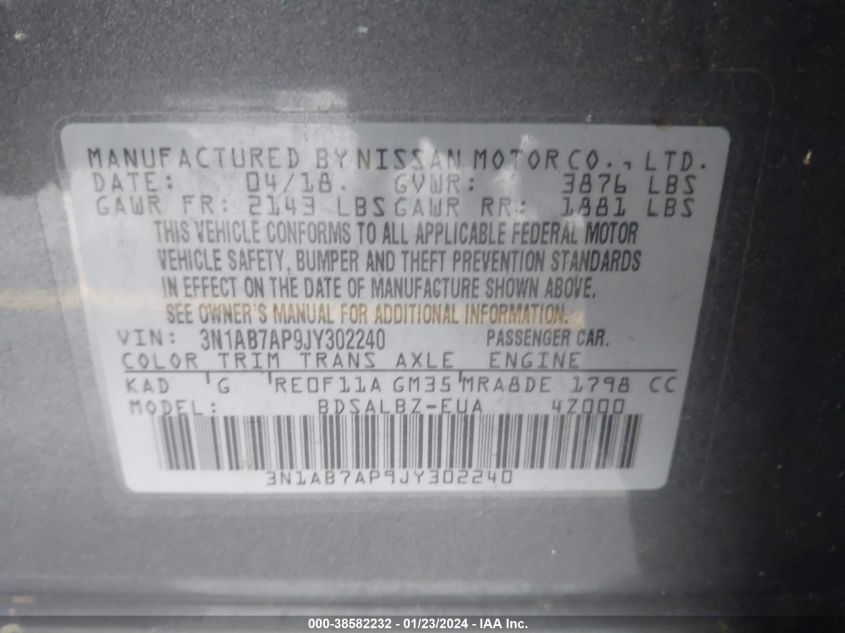 MANUFACTURED BY NISSAN MOTOR CO., LTD.
DATE: 04/18. GVWR: 3876 LBS
GAWR FR: 2143 LBS GAWR RR: 1881 LBS
THIS VEHICLE CONFORMS TO ALL APPLICABLE FEDERAL MOTOR
VEHICLE SAFETY, BUMPER AND THEFT PREVENTION STANDARDS
IN EFFECT ON THE DATE OF MANUFACTURE SHOWN ABOVE.
SEE OWNER'S MANUAL FOR ADDITIONAL INFORMATION.
VIN: 3N1AB7AP9JY302240 PASSENGER CAR.
COLOR TRIM TRANS AXLE ENGINE
KAD G RE0F11A GM35 MRA8DE 1798 CC
MODEL: BDSALBZ-EUA 4Z000
3N1AB7AP9JY302240
000-38582232 - 01/23/2024 - IAA Inc.